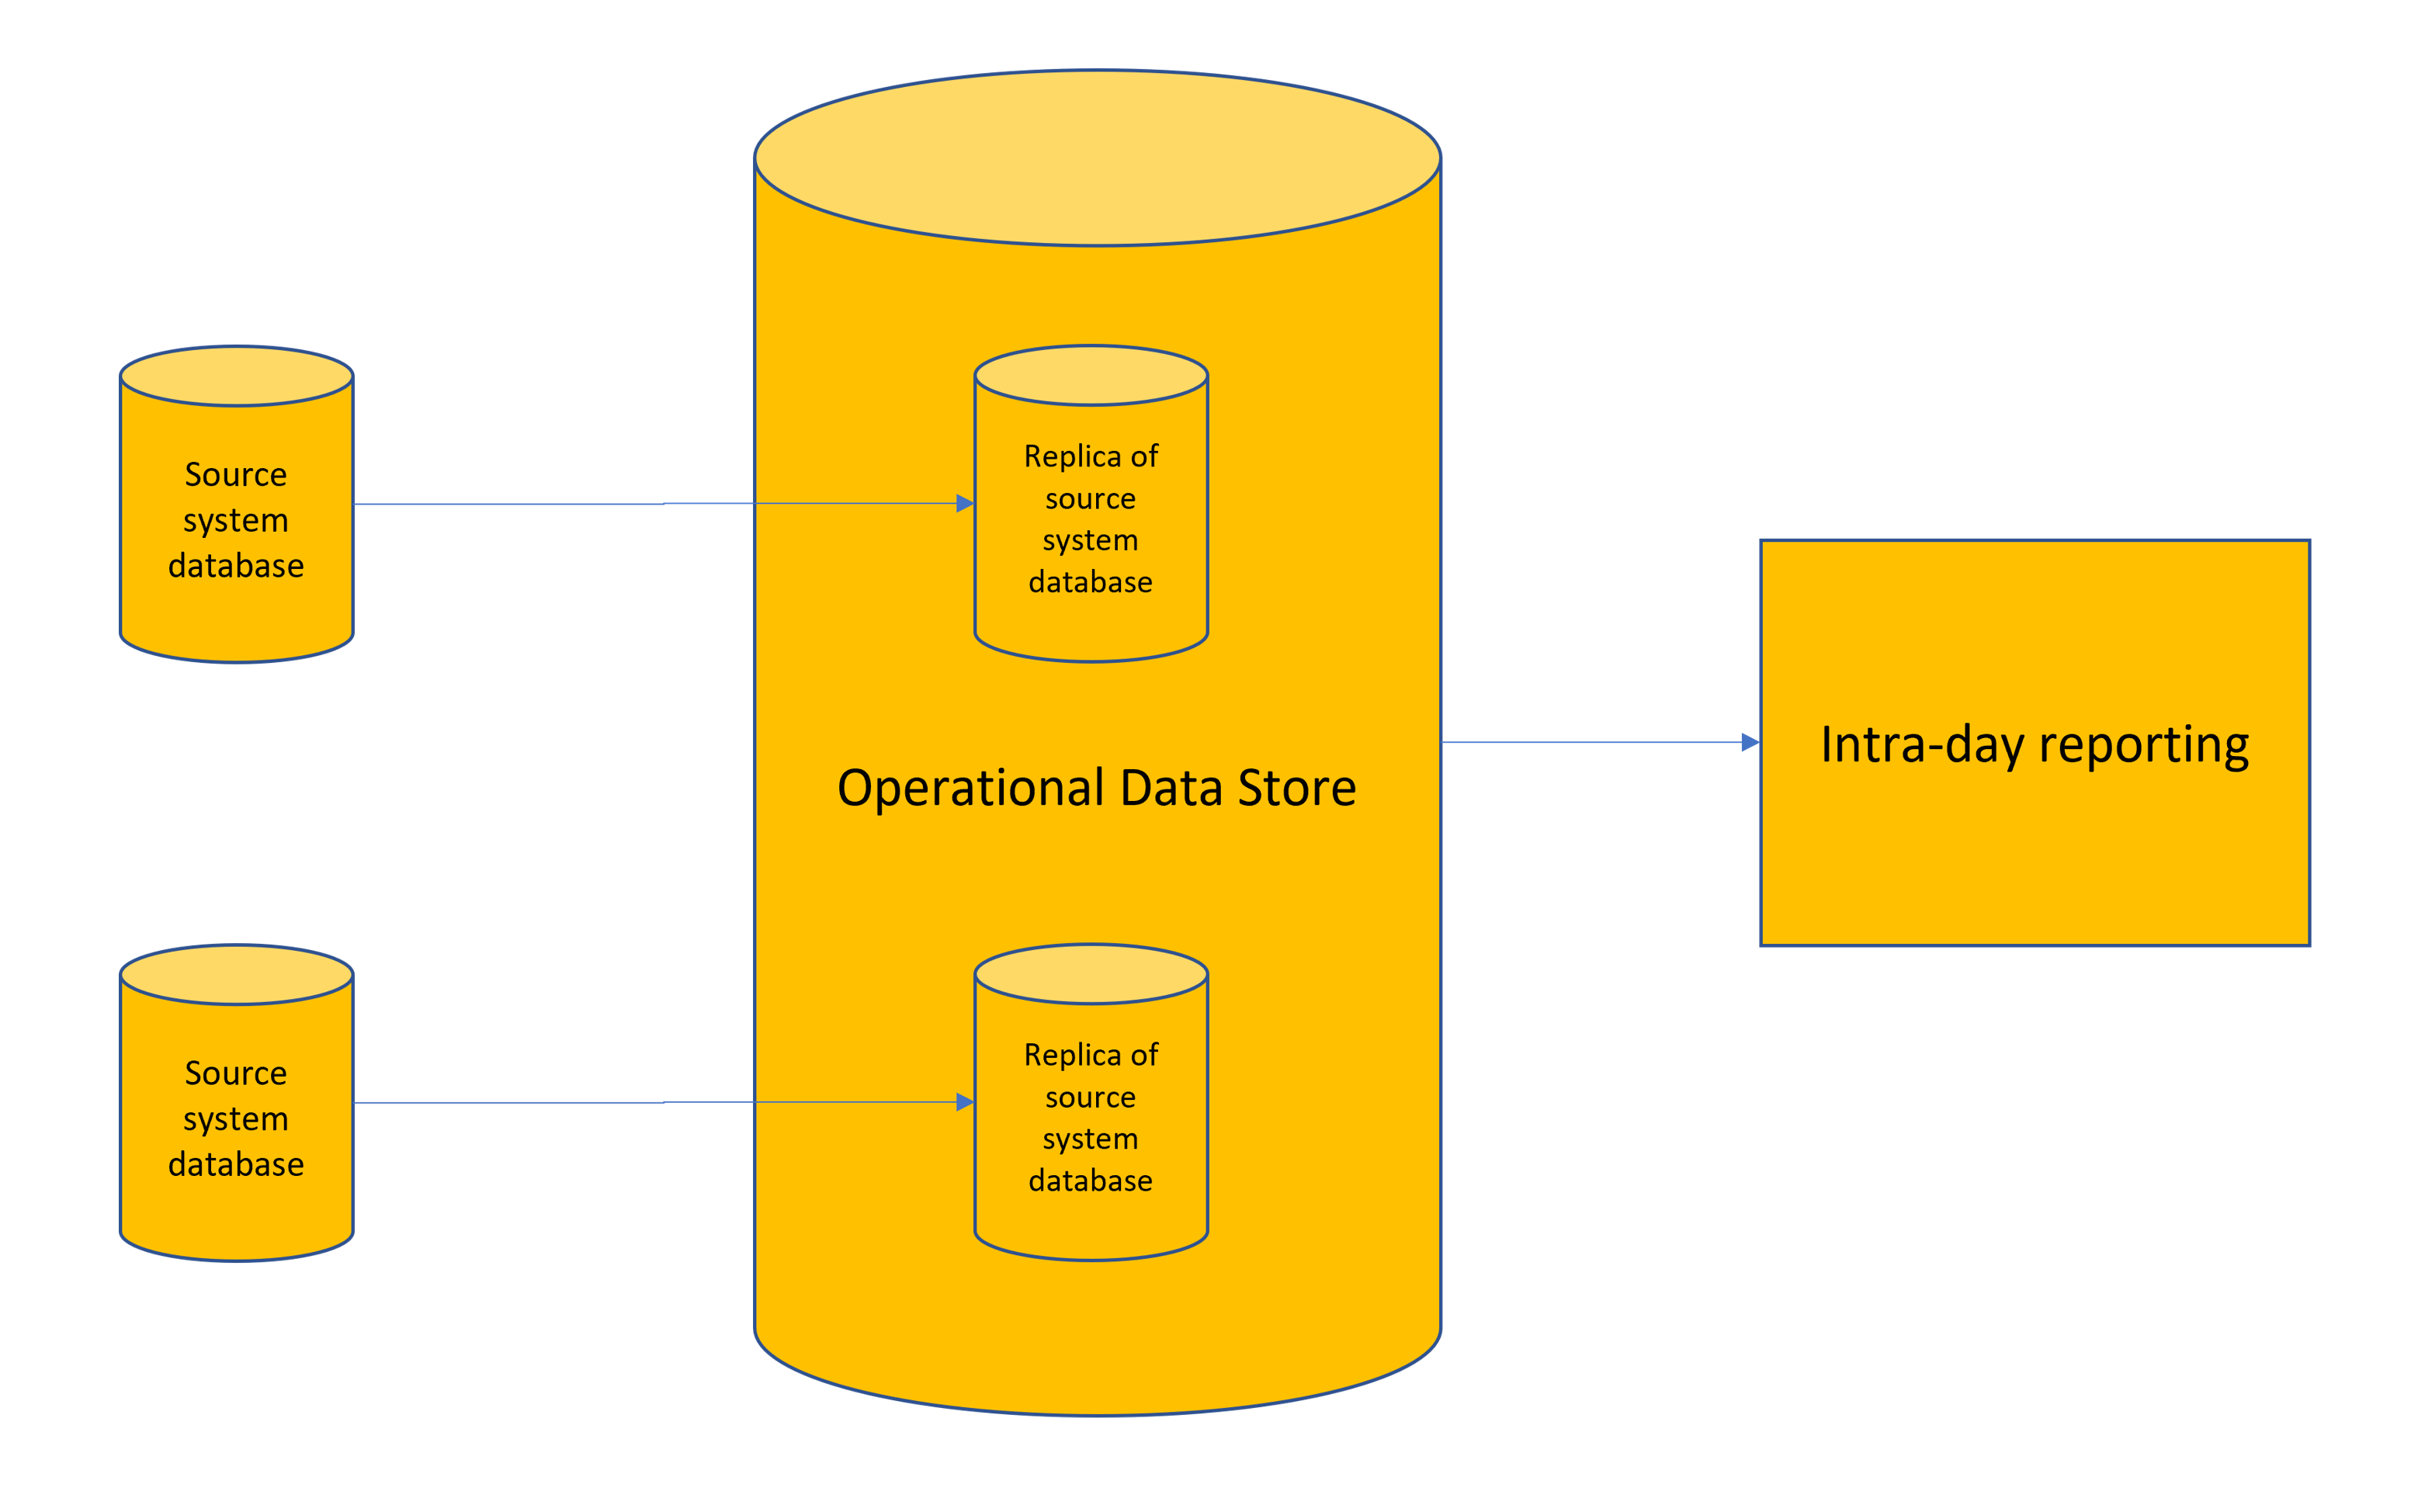 Source
system
database
Replica of
source
system
database
Operational Data Store
Intra-day reporting
Source
system
database
Replica of
source
system
database